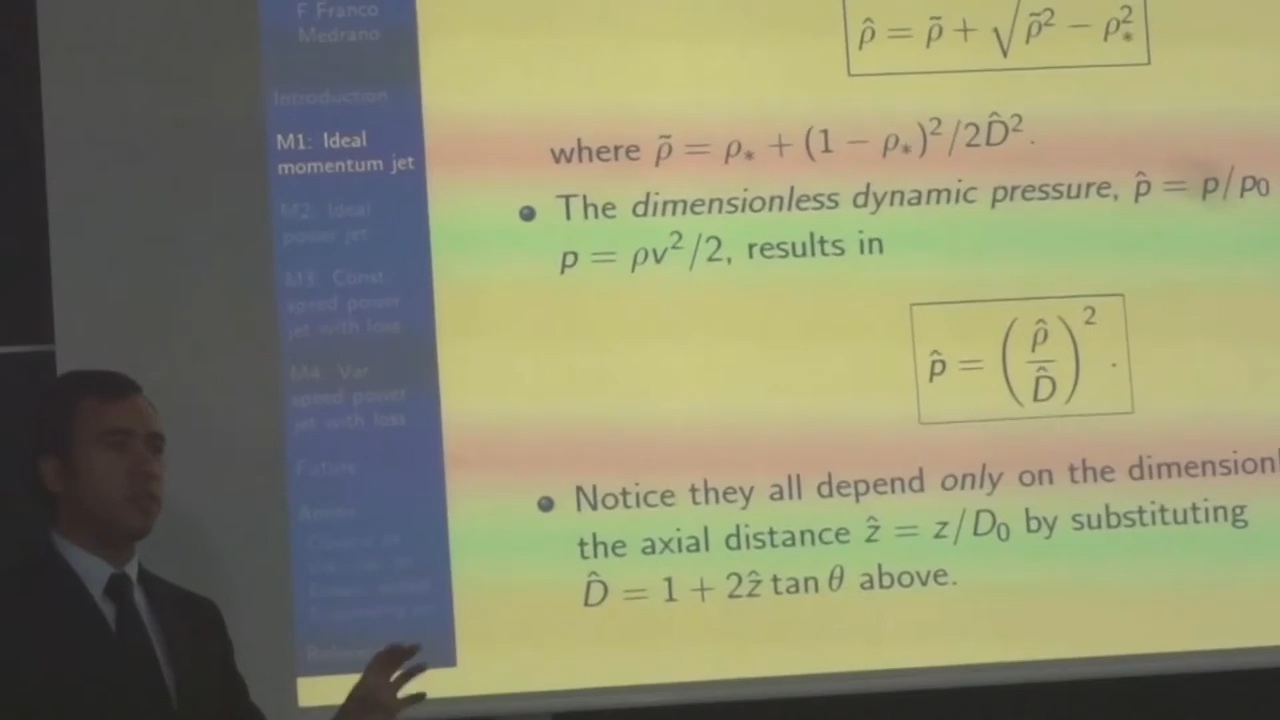 F Franco
Medrano
Introduction
M1: Ideal
momentum jet
M2: Ideal
power jet
M3: Const.
speed power
jet with loss
M4: Var.
speed power
jet with loss
Future
ρ̂ = ρ̃ + √ρ̃² − ρ²*
where ρ̃ = ρ* + (1 − ρ*)²/2D̂².
The dimensionless dynamic pressure, p̂ = p/p₀
p = ρv²/2, results in
p̂ = (ρ̂/D̂)².
Notice they all depend only on the dimension
the axial distance ẑ = z/D₀ by substituting
D̂ = 1 + 2ẑ tan θ above.